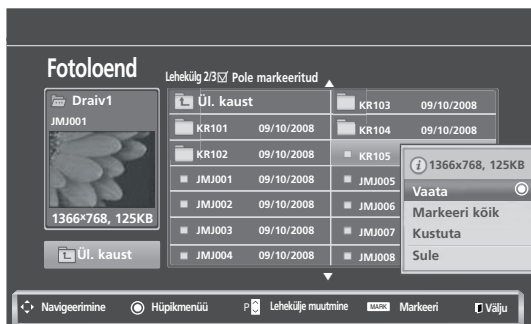 Fotoloend
Lehekülg 2/3 Pole markeeritud
Draiv1
JMJ001
1366×768, 125KB
Ül. kaust
Ül. kaust
KR101 09/10/2008
KR102 09/10/2008
JMJ001 09/10/2008
JMJ002 09/10/2008
JMJ003 09/10/2008
JMJ004 09/10/2008
KR103 09/10/2008
KR104 09/10/2008
KR105
JMJ005
JMJ006
JMJ007
JMJ008
1366x768, 125KB
Vaata
Markeeri kõik
Kustuta
Sule
Navigeerimine Hüpikmenüü P Lehekülje muutmine MARK Markeeri Välju